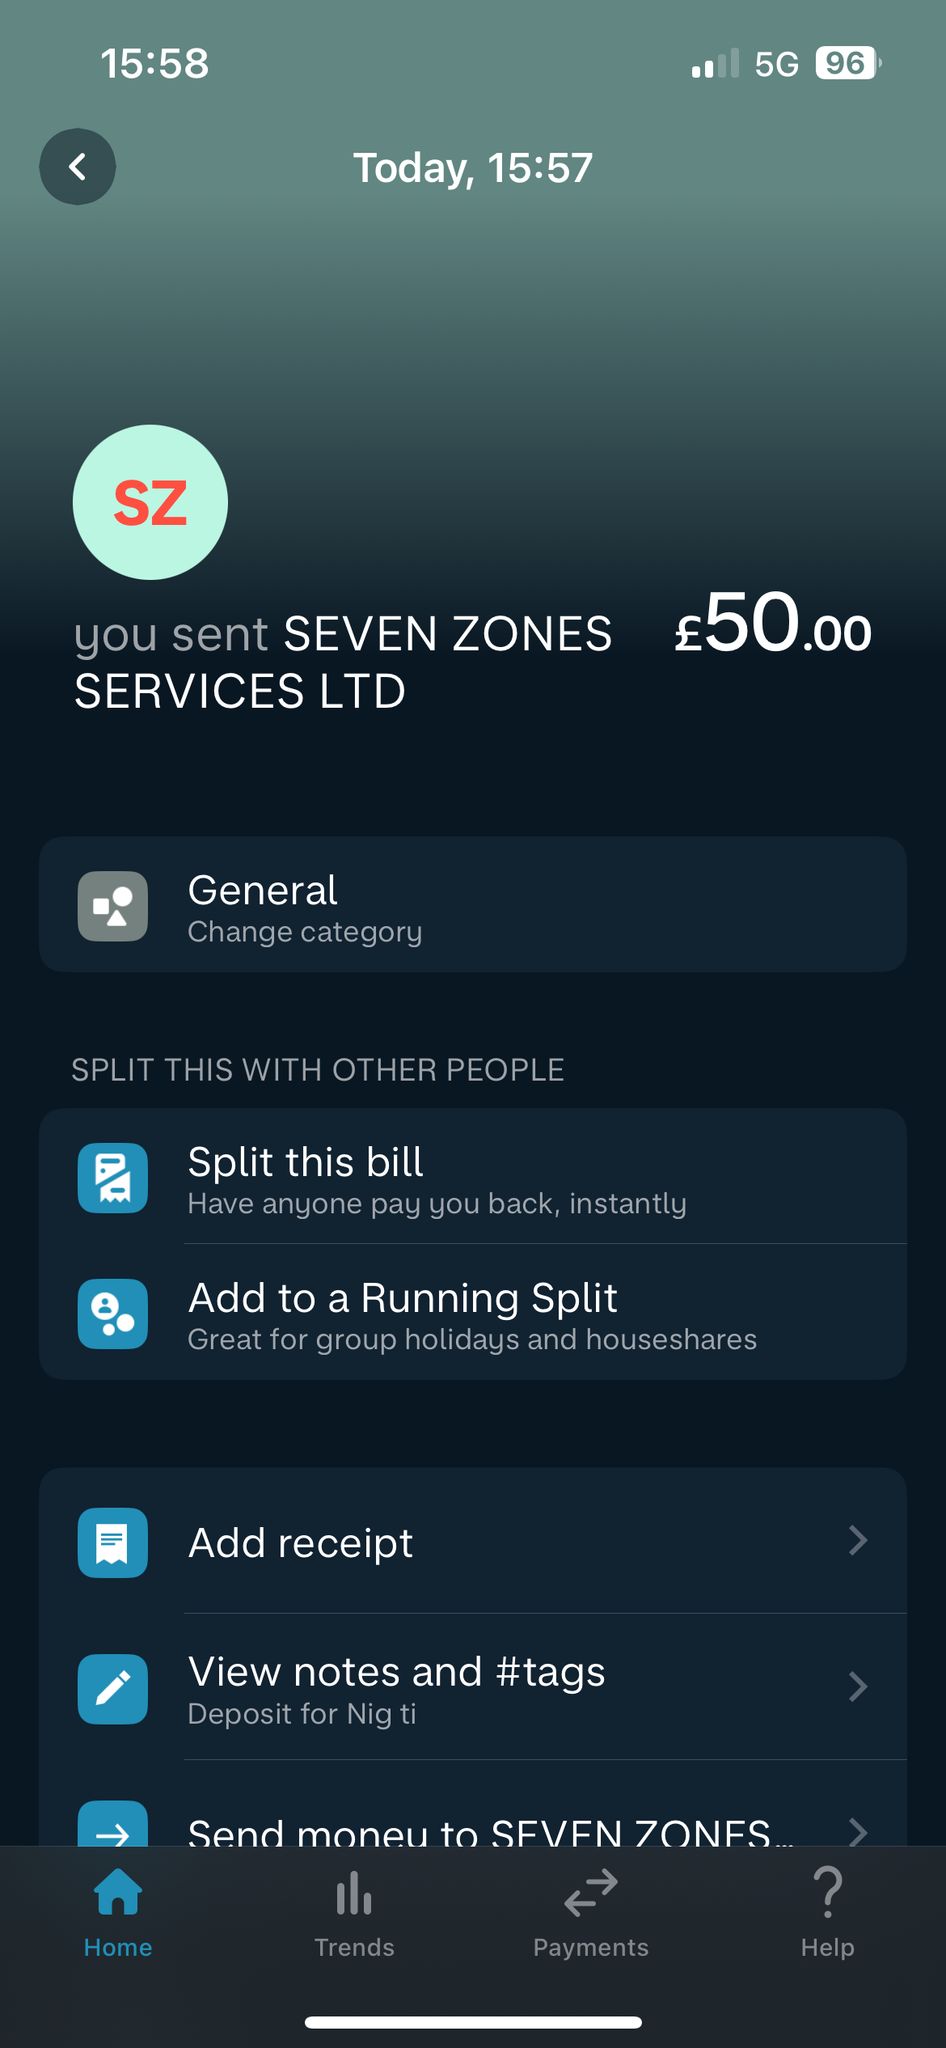 15:58
5G 96
Today, 15:57
SZ
you sent SEVEN ZONES £50.00
SERVICES LTD
General
Change category
SPLIT THIS WITH OTHER PEOPLE
Split this bill
Have anyone pay you back, instantly
Add to a Running Split
Great for group holidays and houseshares
Add receipt
View notes and #tags
Deposit for Nig ti
Send money to SEVEN ZONES...
Home Trends Payments Help